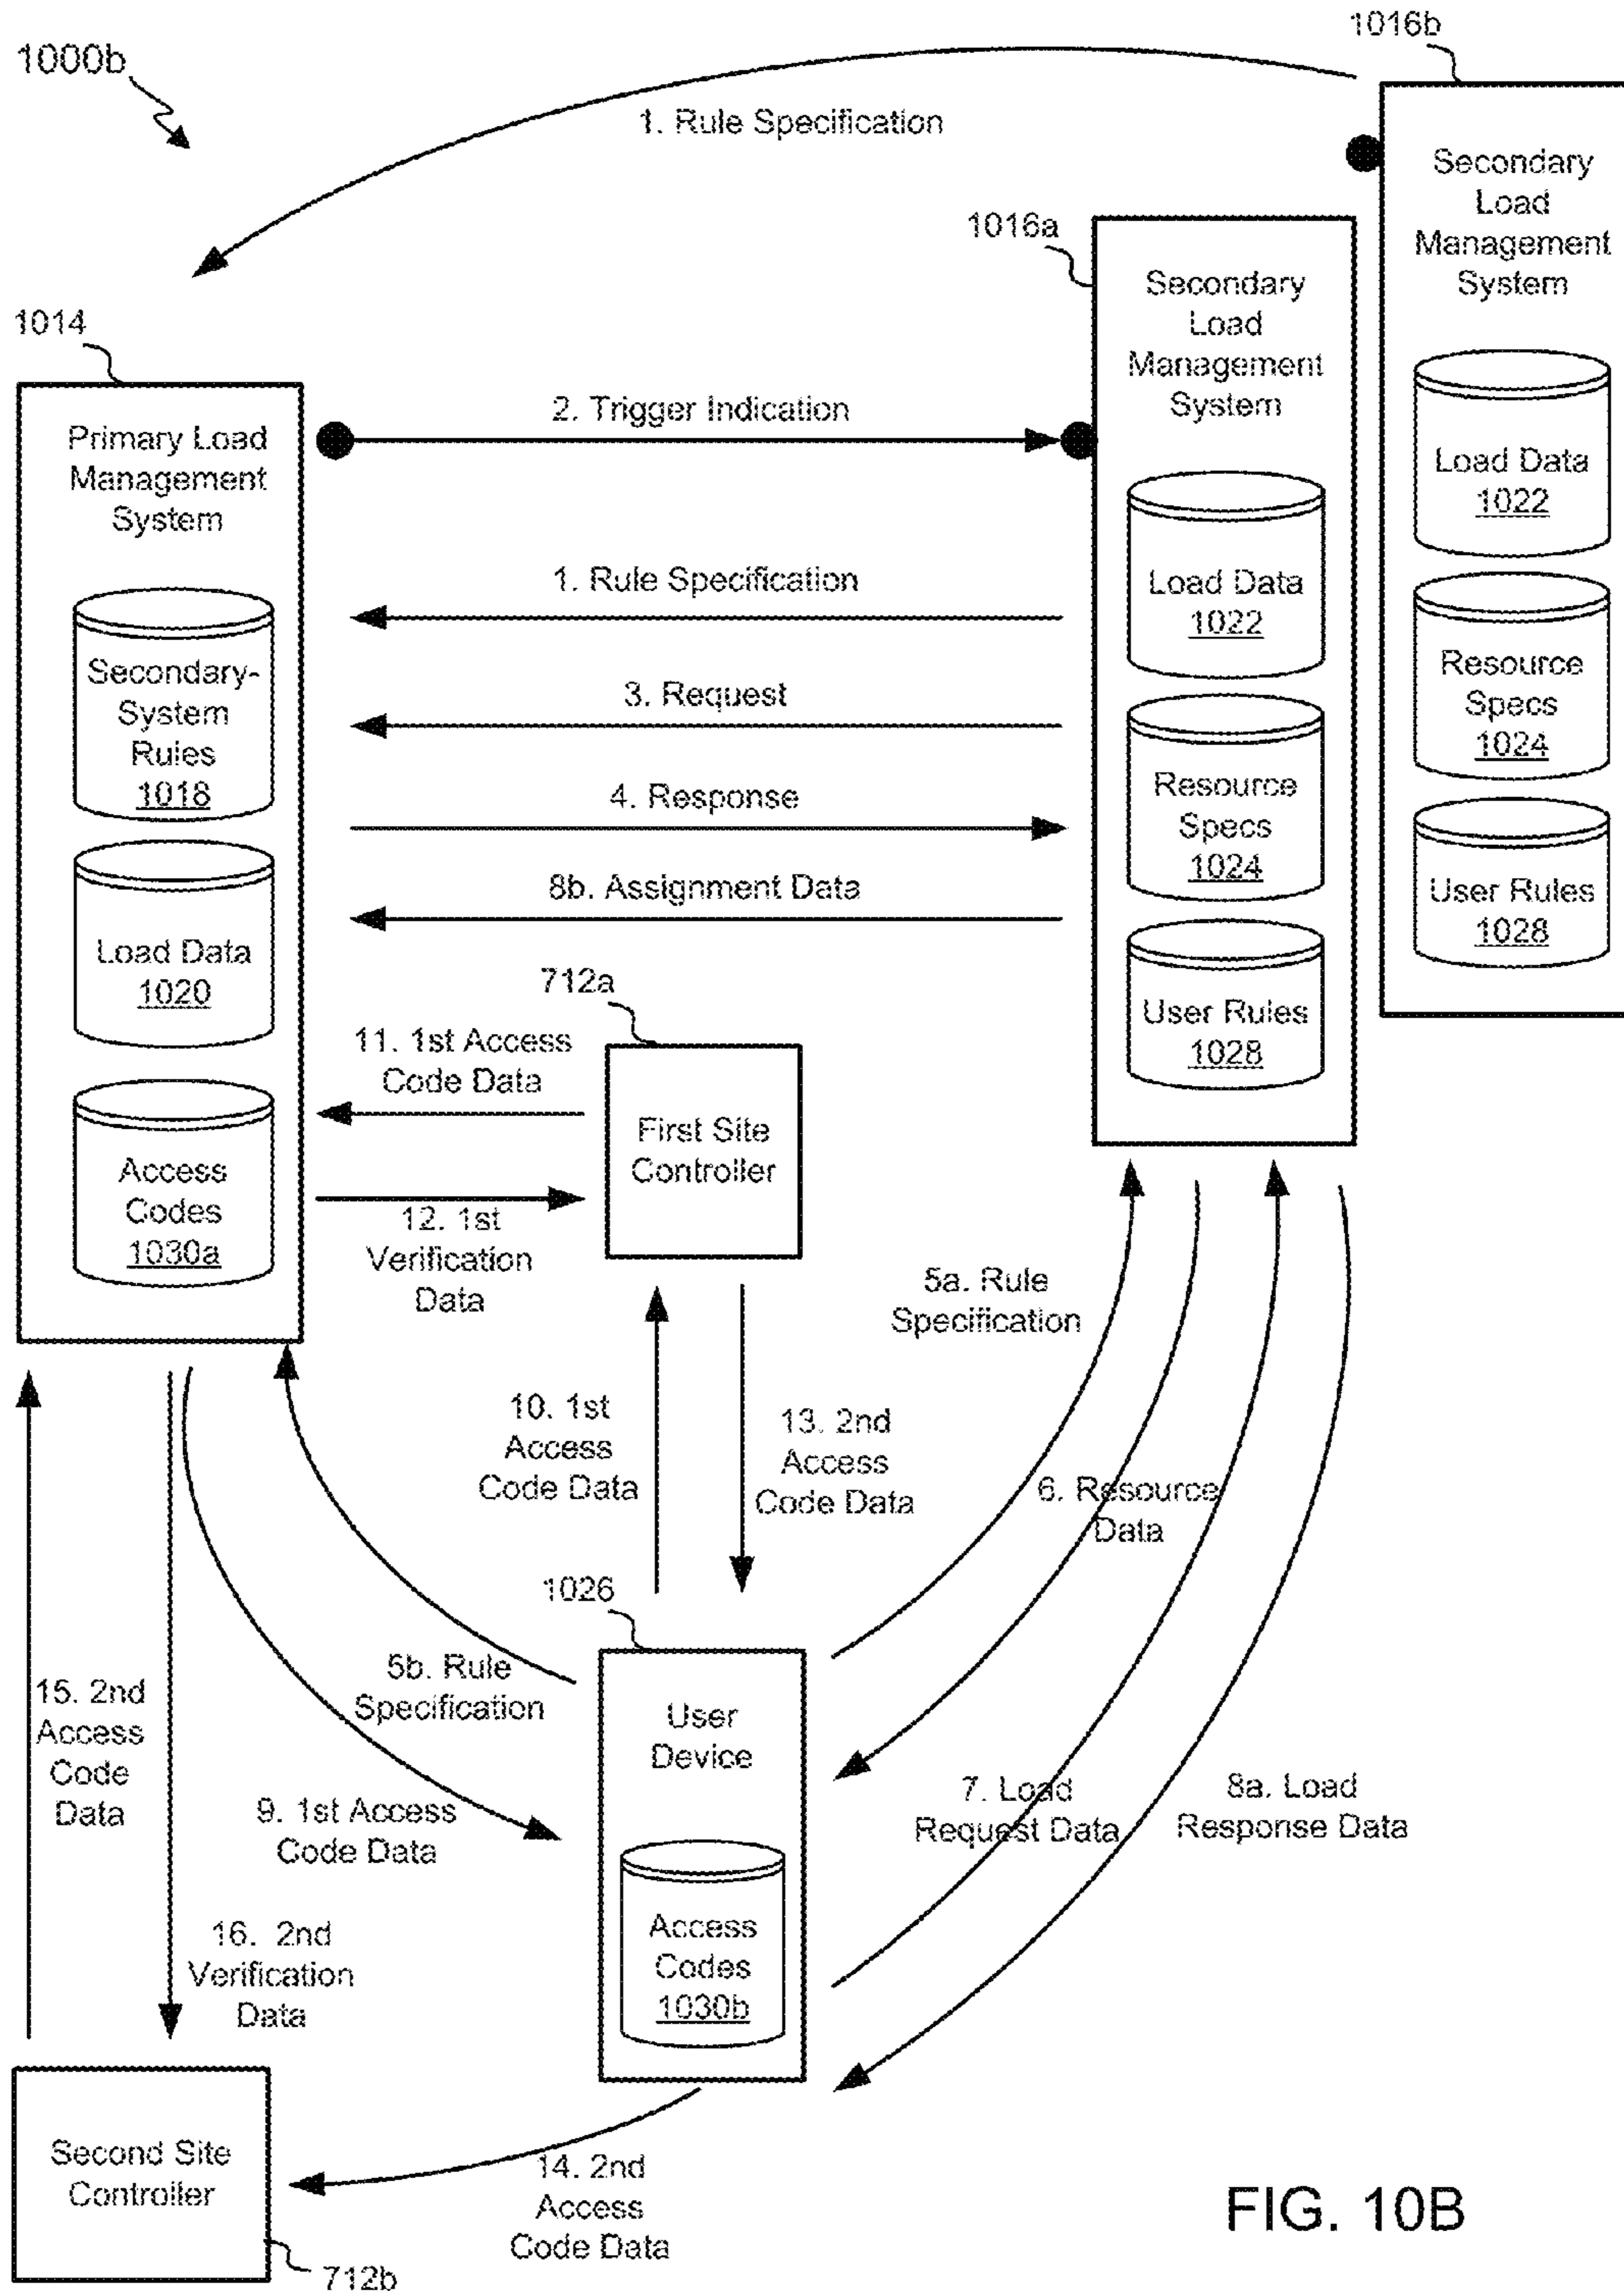 1000b
1016b
1. Rule Specification
Secondary
Load
Management
System
Load Data
1022
Resource
Specs
1024
User Rules
1028
1016a
Secondary
Load
Management
System
Load Data
1022
Resource
Specs
1024
User Rules
1028
1014
Primary Load
Management
System
Secondary-
System
Rules
1018
Load Data
1020
Access
Codes
1030a
2. Trigger Indication
1. Rule Specification
3. Request
4. Response
8b. Assignment Data
712a
11. 1st Access
Code Data
First Site
Controller
12. 1st
Verification
Data
5a. Rule
Specification
10. 1st
Access
Code Data
13. 2nd
Access
Code Data
6. Resource
Data
1026
5b. Rule
Specification
User
Device
Access
Codes
1030b
15. 2nd
Access
Code
Data
9. 1st Access
Code Data
7. Load
Request Data
8a. Load
Response Data
16. 2nd
Verification
Data
Second Site
Controller
712b
14. 2nd
Access
Code Data
FIG. 10B